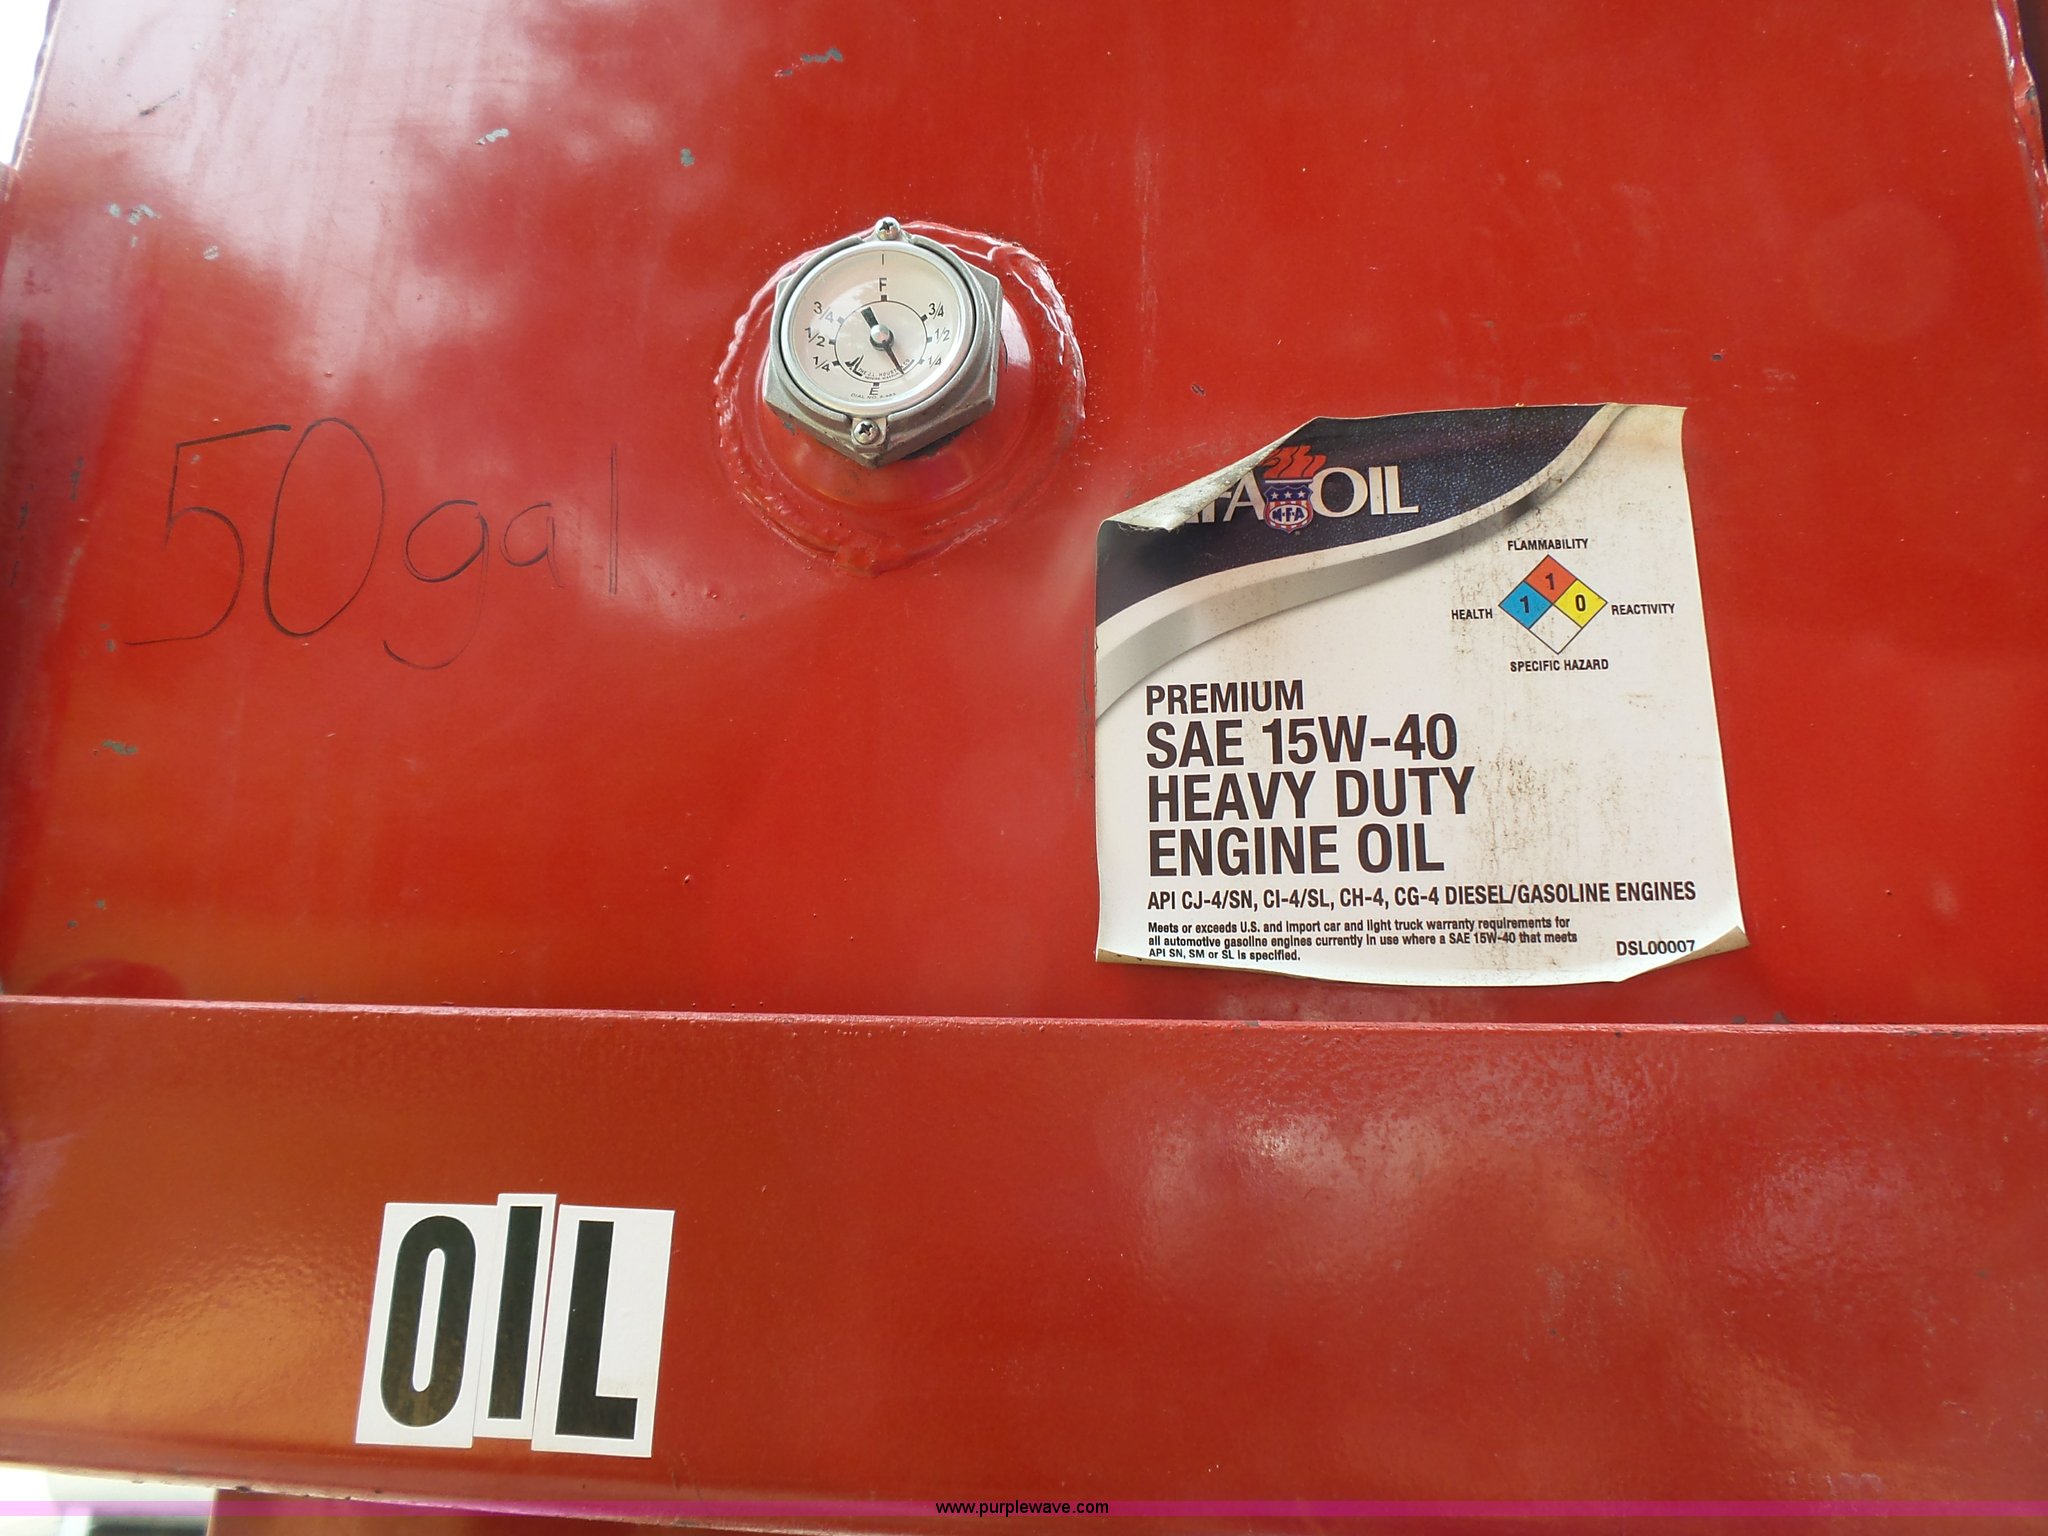 F
3/4
3/4
1/2
1/2
1/4
1/4
E
50gal
FA OIL
N-F-A
FLAMMABILITY
1
HEALTH
1
0
REACTIVITY
SPECIFIC HAZARD
PREMIUM
SAE 15W-40
HEAVY DUTY
ENGINE OIL
API CJ-4/SN, CI-4/SL, CH-4, CG-4 DIESEL/GASOLINE ENGINES
Meets or exceeds U.S. and import car and light truck warranty requirements for
all automotive gasoline engines currently in use where a SAE 15W-40 that meets
API SN, SM or SL is specified.
DSL00007
OIL
www.purplewave.com